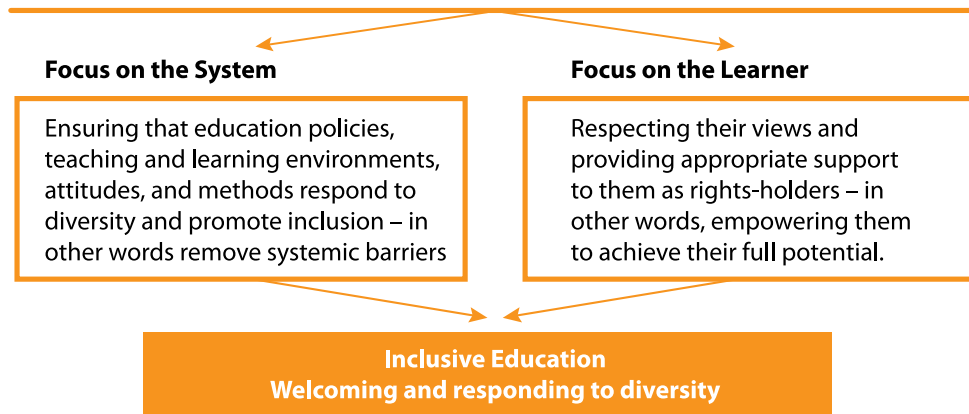 Focus on the System
Ensuring that education policies,
teaching and learning environments,
attitudes, and methods respond to
diversity and promote inclusion – in
other words remove systemic barriers
Focus on the Learner
Respecting their views and
providing appropriate support
to them as rights-holders – in
other words, empowering them
to achieve their full potential.
Inclusive Education
Welcoming and responding to diversity